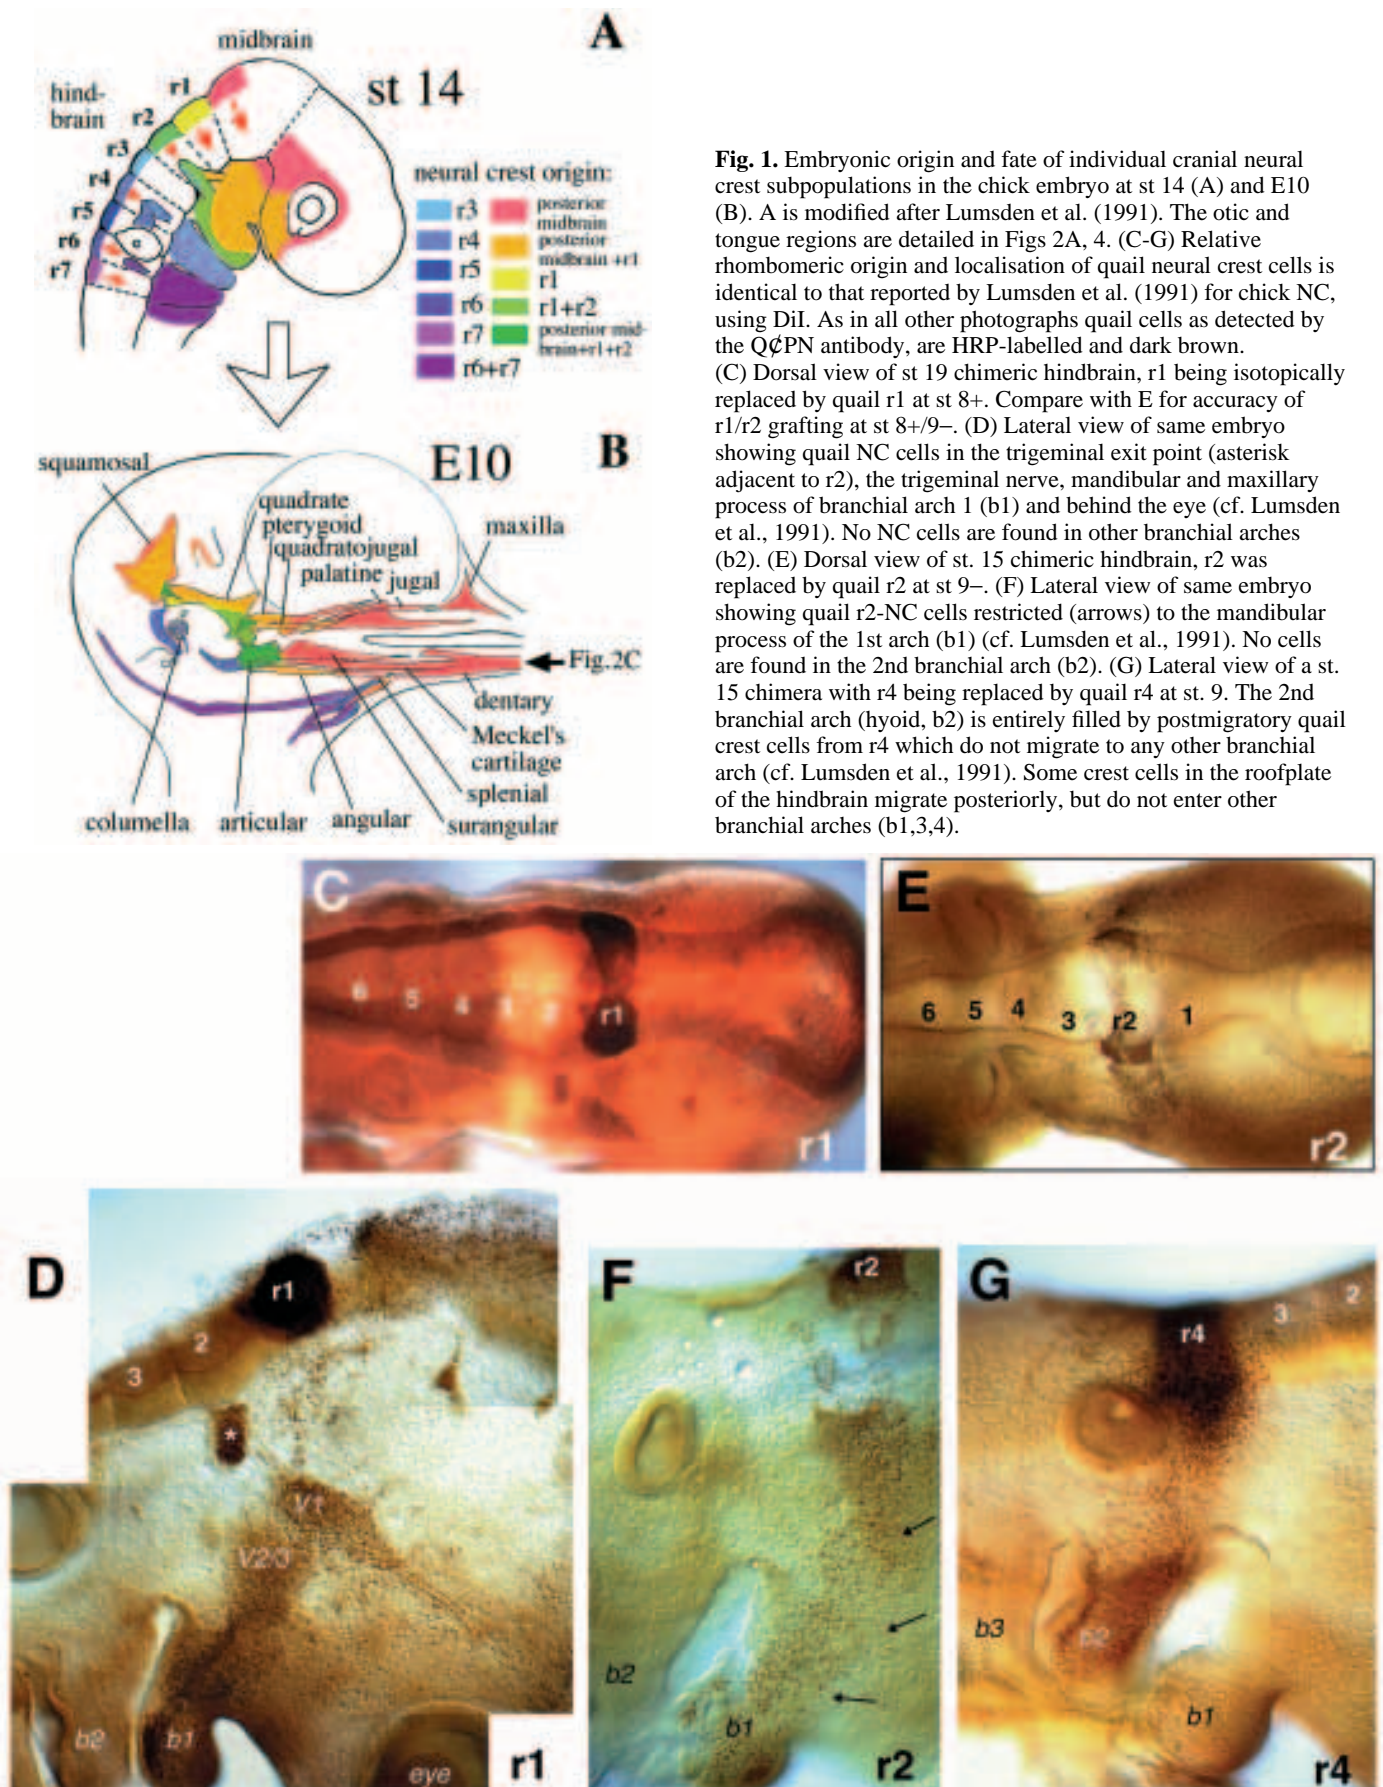 A
midbrain
st 14
hind-
brain
r1
r2
r3
r4
r5
r6
r7
neural crest origin:
r3
r4
r5
r6
r7
r6+r7
posterior
midbrain
posterior
midbrain +r1
r1
r1+r2
posterior mid-
brain+r1+r2
B
E10
squamosal
quadrate
pterygoid
quadratojugal
palatine
jugal
maxilla
Fig.2C
dentary
Meckel's
cartilage
splenial
surangular
angular
articular
columella
Fig. 1. Embryonic origin and fate of individual cranial neural
crest subpopulations in the chick embryo at st 14 (A) and E10
(B). A is modified after Lumsden et al. (1991). The otic and
tongue regions are detailed in Figs 2A, 4. (C-G) Relative
rhombomeric origin and localisation of quail neural crest cells is
identical to that reported by Lumsden et al. (1991) for chick NC,
using DiI. As in all other photographs quail cells as detected by
the Q₵PN antibody, are HRP-labelled and dark brown.
(C) Dorsal view of st 19 chimeric hindbrain, r1 being isotopically
replaced by quail r1 at st 8+. Compare with E for accuracy of
r1/r2 grafting at st 8+/9−. (D) Lateral view of same embryo
showing quail NC cells in the trigeminal exit point (asterisk
adjacent to r2), the trigeminal nerve, mandibular and maxillary
process of branchial arch 1 (b1) and behind the eye (cf. Lumsden
et al., 1991). No NC cells are found in other branchial arches
(b2). (E) Dorsal view of st. 15 chimeric hindbrain, r2 was
replaced by quail r2 at st 9−. (F) Lateral view of same embryo
showing quail r2-NC cells restricted (arrows) to the mandibular
process of the 1st arch (b1) (cf. Lumsden et al., 1991). No cells
are found in the 2nd branchial arch (b2). (G) Lateral view of a st.
15 chimera with r4 being replaced by quail r4 at st. 9. The 2nd
branchial arch (hyoid, b2) is entirely filled by postmigratory quail
crest cells from r4 which do not migrate to any other branchial
arch (cf. Lumsden et al., 1991). Some crest cells in the roofplate
of the hindbrain migrate posteriorly, but do not enter other
branchial arches (b1,3,4).
C
6 5 4 3 2 r1
r1
E
6 5 4 3 r2 1
r2
D
r1
2
3
*
V1
V2/3
b2
b1
eye
r1
F
r2
b2
b1
r2
G
r4
3
2
b3
b2
b1
r4